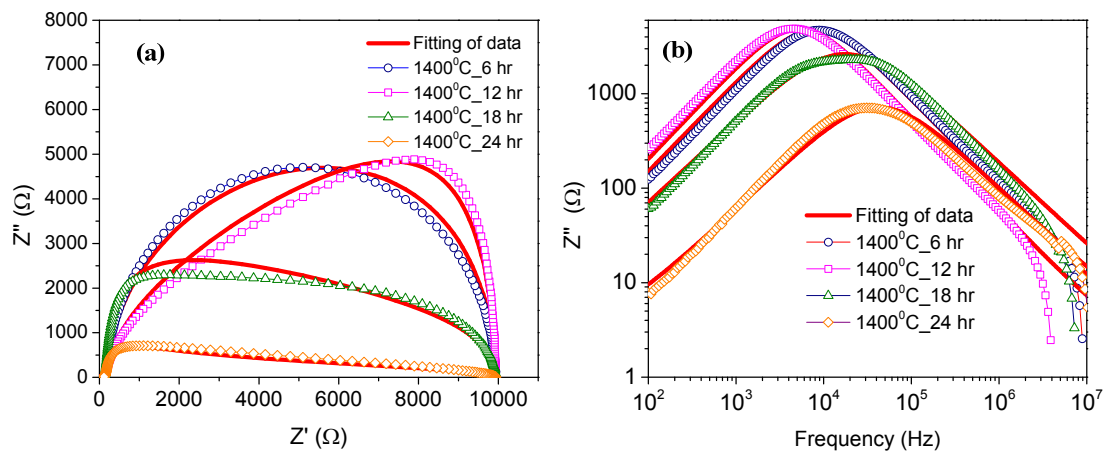 (a)
Fitting of data
1400⁰C_6 hr
1400⁰C_12 hr
1400⁰C_18 hr
1400⁰C_24 hr
8000
7000
6000
5000
4000
3000
2000
1000
0
Z'' (Ω)
0 2000 4000 6000 8000 10000
Z' (Ω)
(b)
Fitting of data
1400⁰C_6 hr
1400⁰C_12 hr
1400⁰C_18 hr
1400⁰C_24 hr
1000
100
10
1
Z'' (Ω)
10² 10³ 10⁴ 10⁵ 10⁶ 10⁷
Frequency (Hz)